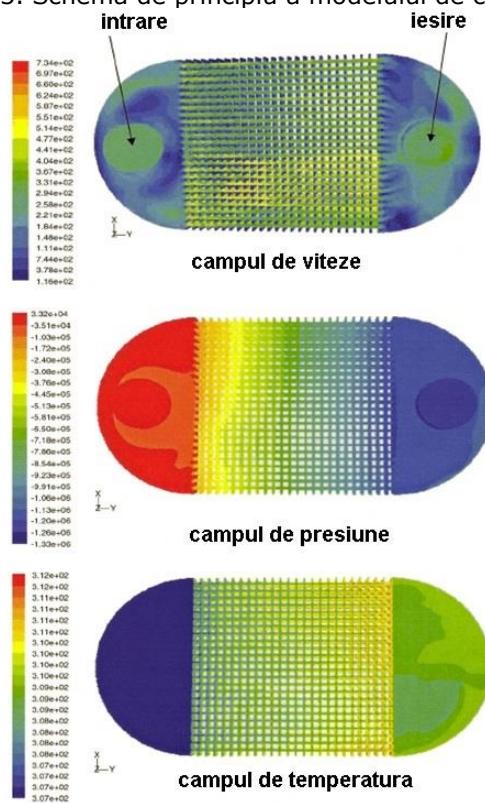 Schema de principiu a modelului de
intrare iesire
7.34e+02
6.97e+02
6.60e+02
6.24e+02
5.87e+02
5.51e+02
5.14e+02
4.77e+02
4.41e+02
4.04e+02
3.67e+02
3.31e+02
2.94e+02
2.58e+02
2.21e+02
1.84e+02
1.48e+02
1.11e+02
7.44e+02
3.78e+02
1.16e+02
X
Z Y
campul de viteze
3.32e+04
-3.51e+04
-1.03e+05
-1.72e+05
-2.40e+05
-3.08e+05
-3.76e+05
-4.45e+05
-5.13e+05
-5.81e+05
-6.50e+05
-7.18e+05
-7.86e+05
-8.54e+05
-9.23e+05
-9.91e+05
-1.06e+06
-1.13e+06
-1.20e+06
-1.26e+06
-1.33e+06
X
Z Y
campul de presiune
3.12e+02
3.12e+02
3.11e+02
3.11e+02
3.11e+02
3.11e+02
3.10e+02
3.10e+02
3.10e+02
3.09e+02
3.09e+02
3.09e+02
3.08e+02
3.08e+02
3.08e+02
3.07e+02
3.07e+02
3.07e+02
X
Z Y
campul de temperatura